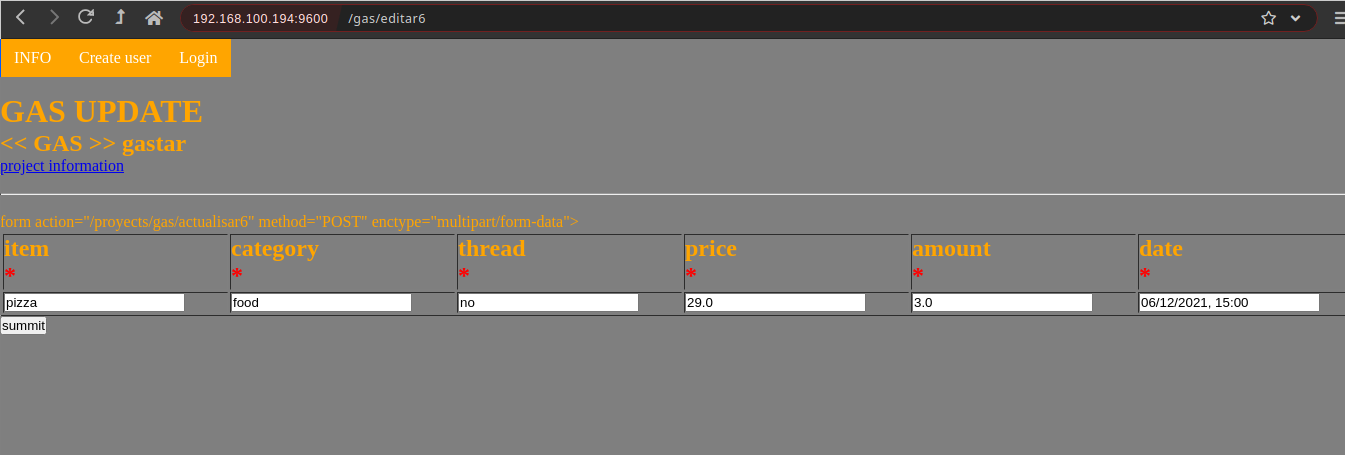 192.168.100.194:9600 /gas/editar6
INFO Create user Login
GAS UPDATE
<< GAS >> gastar
project information
form action="/proyects/gas/actualisar6" method="POST" enctype="multipart/form-data">
item category thread price amount date
* * * * * *
pizza food no 29.0 3.0 06/12/2021, 15:00
summit